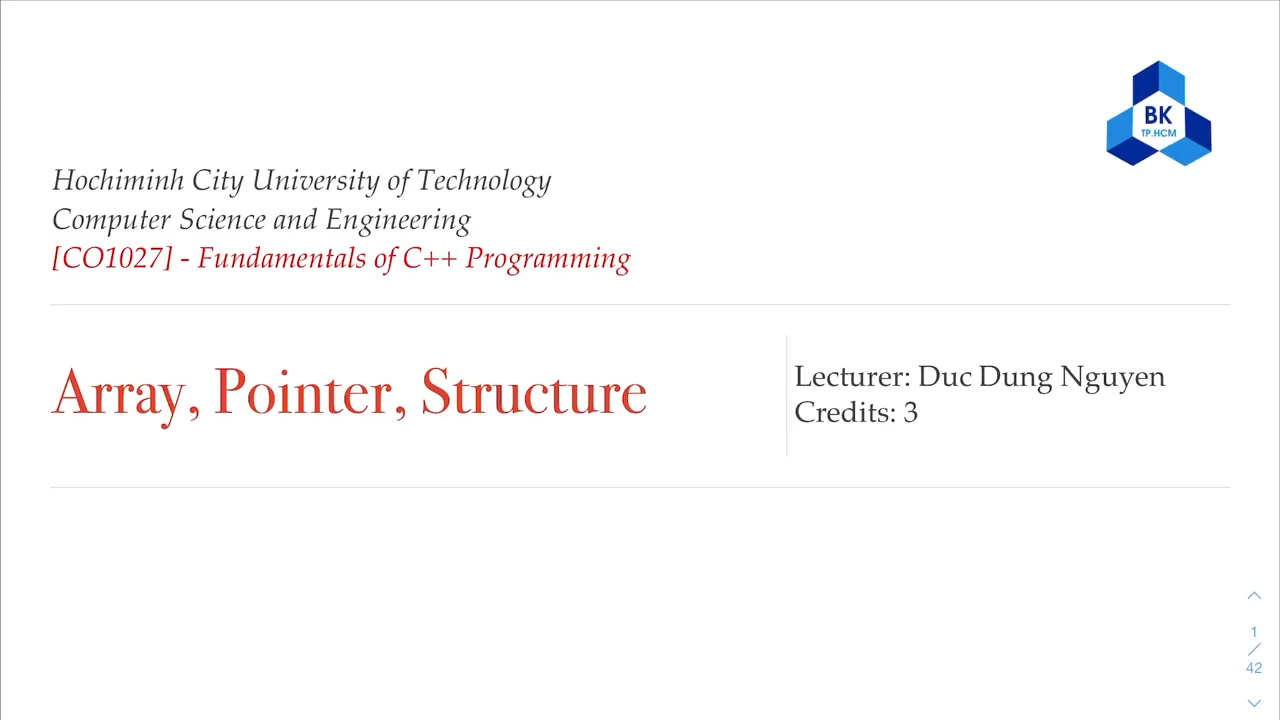 BK
TP.HCM
Hochiminh City University of Technology
Computer Science and Engineering
[CO1027] - Fundamentals of C++ Programming
Array, Pointer, Structure
Lecturer: Duc Dung Nguyen
Credits: 3
1
/
42